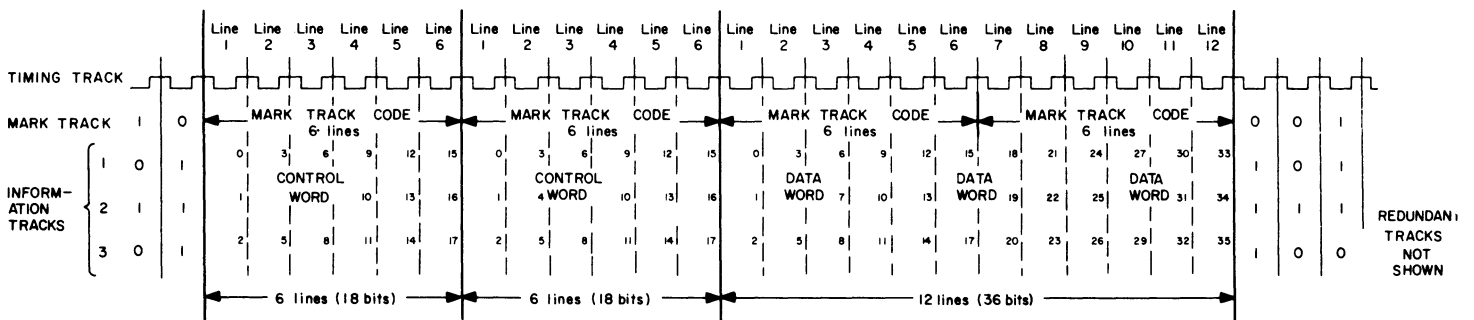 Line Line Line Line Line Line Line Line Line Line Line Line Line Line Line Line Line Line Line Line Line Line Line Line
1 2 3 4 5 6 1 2 3 4 5 6 1 2 3 4 5 6 7 8 9 10 11 12
TIMING TRACK
MARK TRACK 1 0 MARK TRACK CODE MARK TRACK CODE MARK TRACK CODE MARK TRACK CODE 0 0 1
6 lines 6 lines 6 lines 6 lines
1 0 1 0 3 6 9 12 15 0 3 6 9 12 15 0 3 6 9 12 15 18 21 24 27 30 33 1 0 1
CONTROL CONTROL DATA DATA DATA
INFORM-
ATION
TRACKS
2 1 1 1 WORD 10 13 16 1 4 WORD 10 13 16 1 WORD 7 10 13 WORD 19 22 25 WORD 31 34 1 1 1
3 0 1 2 5 8 11 14 17 2 5 8 11 14 17 2 5 8 11 14 17 20 23 26 29 32 35 1 0 0
REDUNDAN
TRACKS
NOT
SHOWN
6 lines (18 bits) 6 lines (18 bits) 12 lines (36 bits)